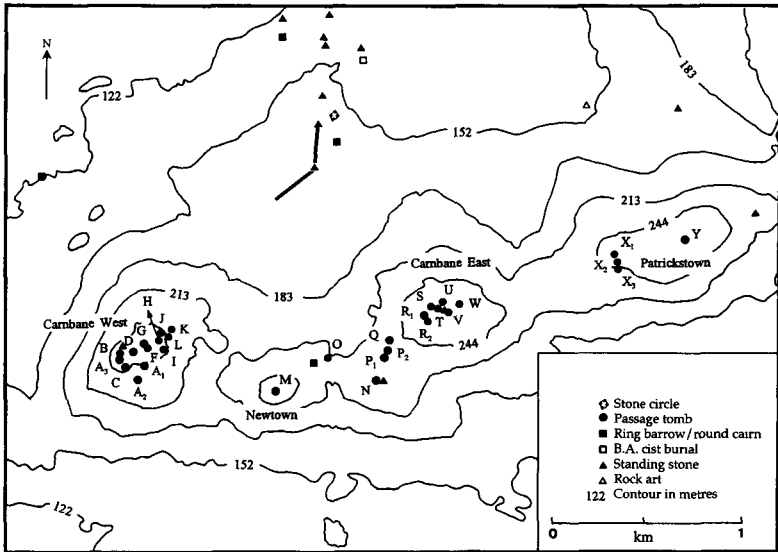 N
122
152
183
213
244
X₁
X₂
X₃
Y
Patrickstown
Carnbane East
S
U
W
R₁
T
V
R₂
244
183
213
H
J
K
Carnbane West
G
L
B
D
F
I
A₃
C
A₁
A₂
O
Q
P₁
P₂
M
N
Newtown
152
122
Stone circle
Passage tomb
Ring barrow/round cairn
B.A. cist burial
Standing stone
Rock art
122 Contour in metres
0 1
km